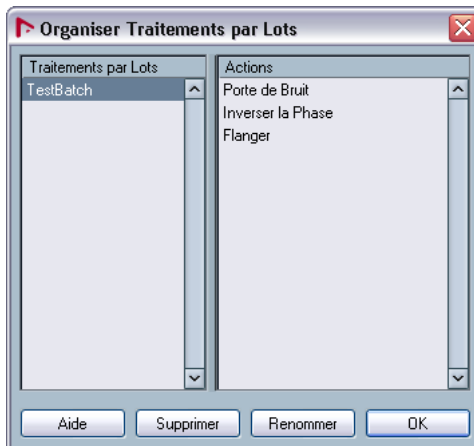 Organiser Traitements par Lots
Traitements par Lots
TestBatch
Actions
Porte de Bruit
Inverser la Phase
Flanger
Aide
Supprimer
Renommer
OK